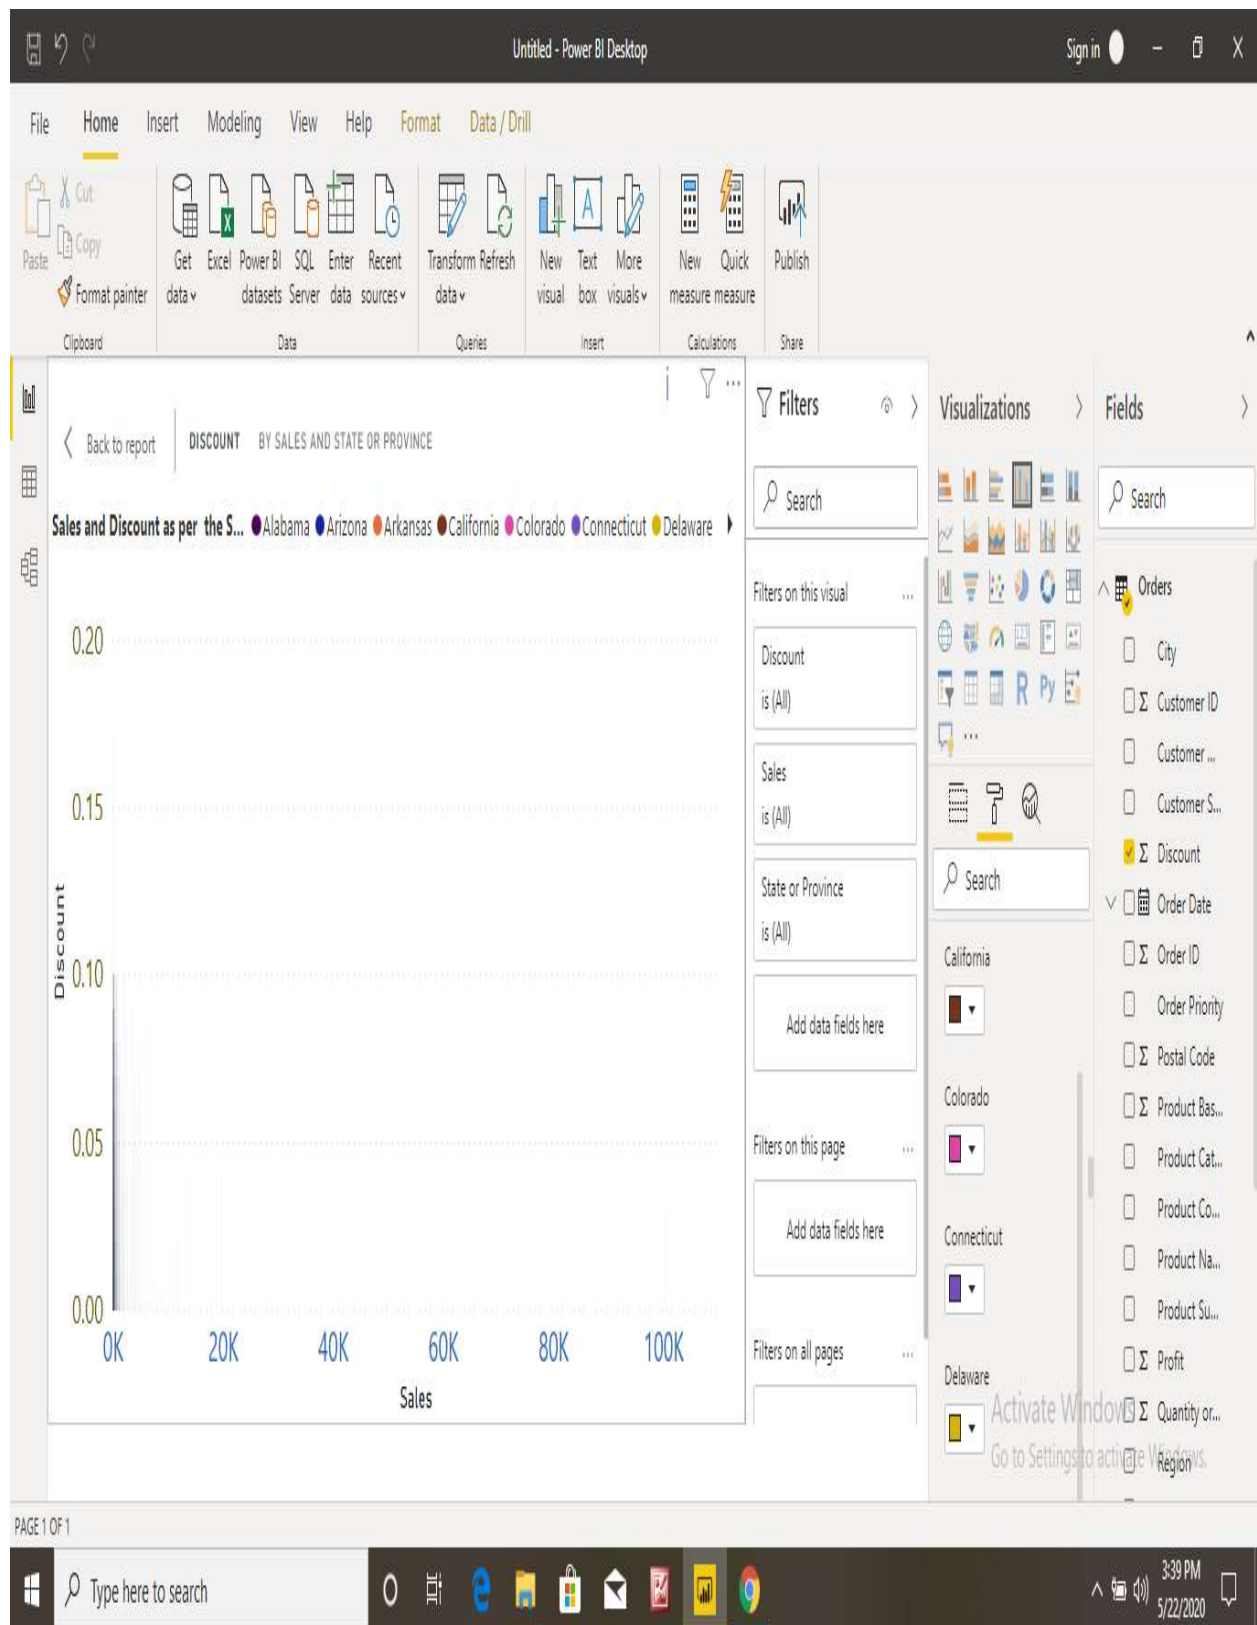 Untitled - Power BI Desktop
Sign in
File Home Insert Modeling View Help Format Data / Drill
Paste
Cut
Copy
Format painter
Clipboard
Get data
Excel
Power BI datasets
SQL Server
Enter data
Recent sources
Data
Transform data
Refresh
Queries
New visual
Text box
More visuals
Insert
New measure
Quick measure
Calculations
Publish
Share
Back to report
DISCOUNT BY SALES AND STATE OR PROVINCE
Sales and Discount as per the S... Alabama Arizona Arkansas California Colorado Connecticut Delaware
Discount
0.20
0.15
0.10
0.05
0.00
0K 20K 40K 60K 80K 100K
Sales
Filters
Search
Filters on this visual ...
Discount
is (All)
Sales
is (All)
State or Province
is (All)
Add data fields here
Filters on this page ...
Add data fields here
Filters on all pages ...
Visualizations
R Py
...
Search
California
Colorado
Connecticut
Delaware
Fields
Search
Orders
City
Σ Customer ID
Customer ...
Customer S...
Σ Discount
Order Date
Σ Order ID
Order Priority
Σ Postal Code
Σ Product Bas...
Product Cat...
Product Co...
Product Na...
Product Su...
Σ Profit
Σ Quantity or...
Region
Activate Windows
Go to Settings to activate Windows.
PAGE 1 OF 1
Type here to search
3:39 PM
5/22/2020